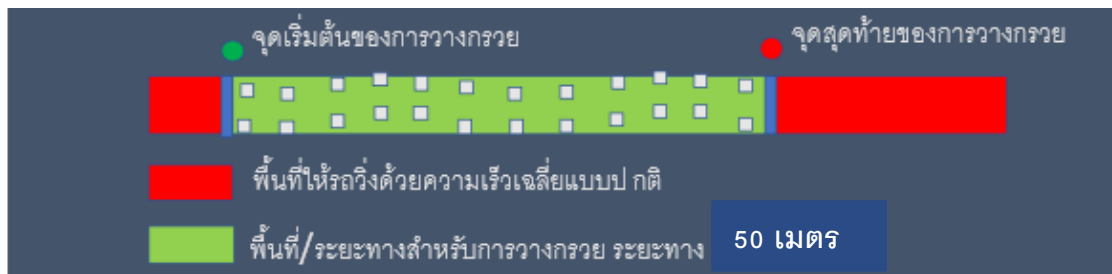 จุดเริ่มต้นของการวางกรวย
จุดสุดท้ายของการวางกรวย
พื้นที่ให้รถวิ่งด้วยความเร็วเฉลี่ยแบบป กติ
พื้นที่/ระยะทางสำหรับการวางกรวย ระยะทาง 50 เมตร